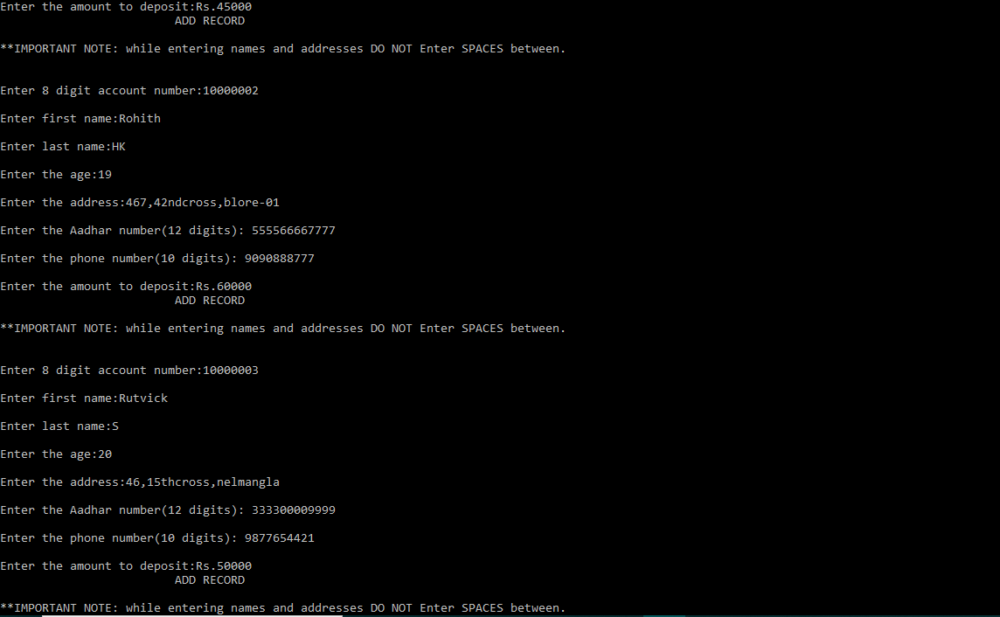 Enter the amount to deposit:Rs.45000
ADD RECORD
**IMPORTANT NOTE: while entering names and addresses DO NOT Enter SPACES between.
Enter 8 digit account number:10000002
Enter first name:Rohith
Enter last name:HK
Enter the age:19
Enter the address:467,42ndcross,blore-01
Enter the Aadhar number(12 digits): 555566667777
Enter the phone number(10 digits): 9090888777
Enter the amount to deposit:Rs.60000
ADD RECORD
**IMPORTANT NOTE: while entering names and addresses DO NOT Enter SPACES between.
Enter 8 digit account number:10000003
Enter first name:Rutvick
Enter last name:S
Enter the age:20
Enter the address:46,15thcross,nelmangla
Enter the Aadhar number(12 digits): 333300009999
Enter the phone number(10 digits): 9877654421
Enter the amount to deposit:Rs.50000
ADD RECORD
**IMPORTANT NOTE: while entering names and addresses DO NOT Enter SPACES between.